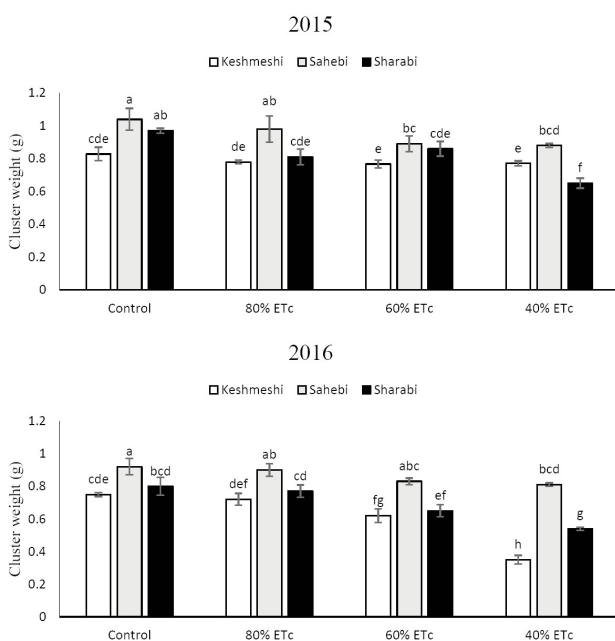 2015
Keshmeshi Sahebi Sharabi
Cluster weight (g)
1.2
1
0.8
0.6
0.4
0.2
0
cde a ab
de ab cde
e bc cde
e bcd f
Control 80% ETc 60% ETc 40% ETc
2016
Keshmeshi Sahebi Sharabi
Cluster weight (g)
1.2
1
0.8
0.6
0.4
0.2
0
cde a bcd
def ab cd
fg abc ef
h bcd g
Control 80% ETc 60% ETc 40% ETc